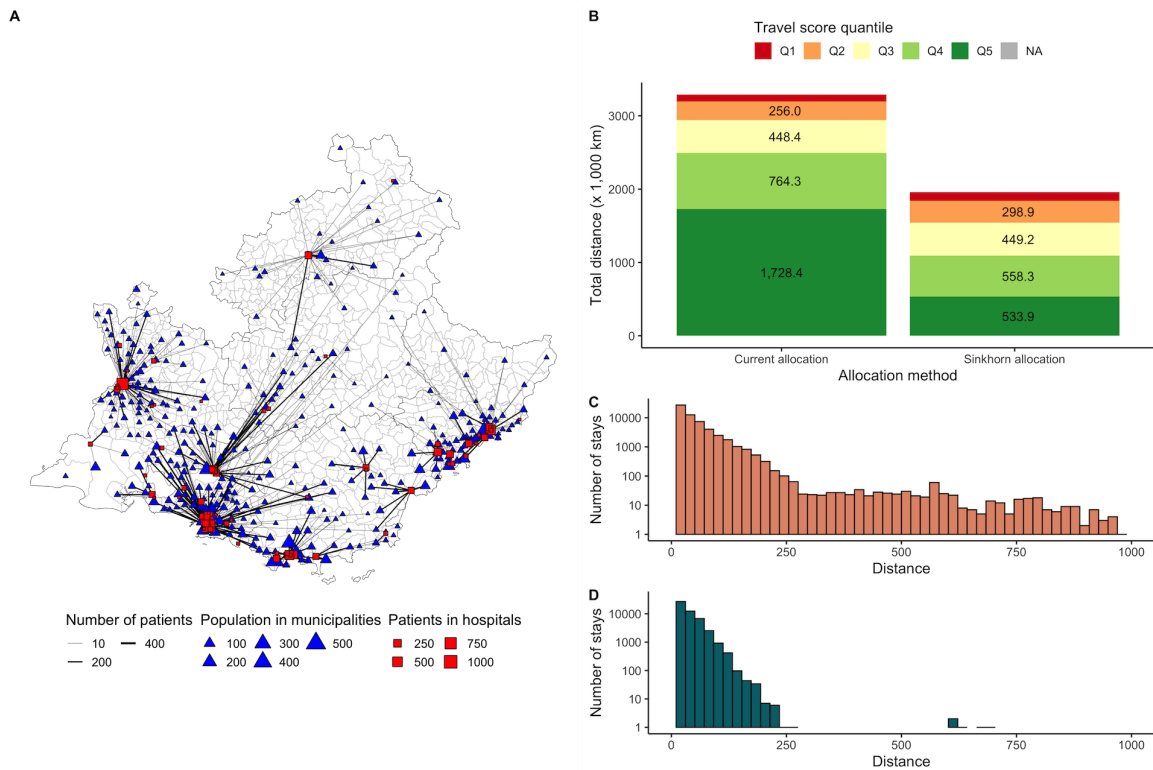 A
Number of patients
10
400
200
Population in municipalities
100
300
500
200
400
Patients in hospitals
250
750
500
1000
B
Travel score quantile
Q1
Q2
Q3
Q4
Q5
NA
Total distance (x 1,000 km)
3000
2000
1000
0
256.0
448.4
764.3
1,728.4
298.9
449.2
558.3
533.9
Current allocation
Sinkhorn allocation
Allocation method
C
Number of stays
10000
1000
100
10
1
0
250
500
750
1000
Distance
D
Number of stays
10000
1000
100
10
1
0
250
500
750
1000
Distance